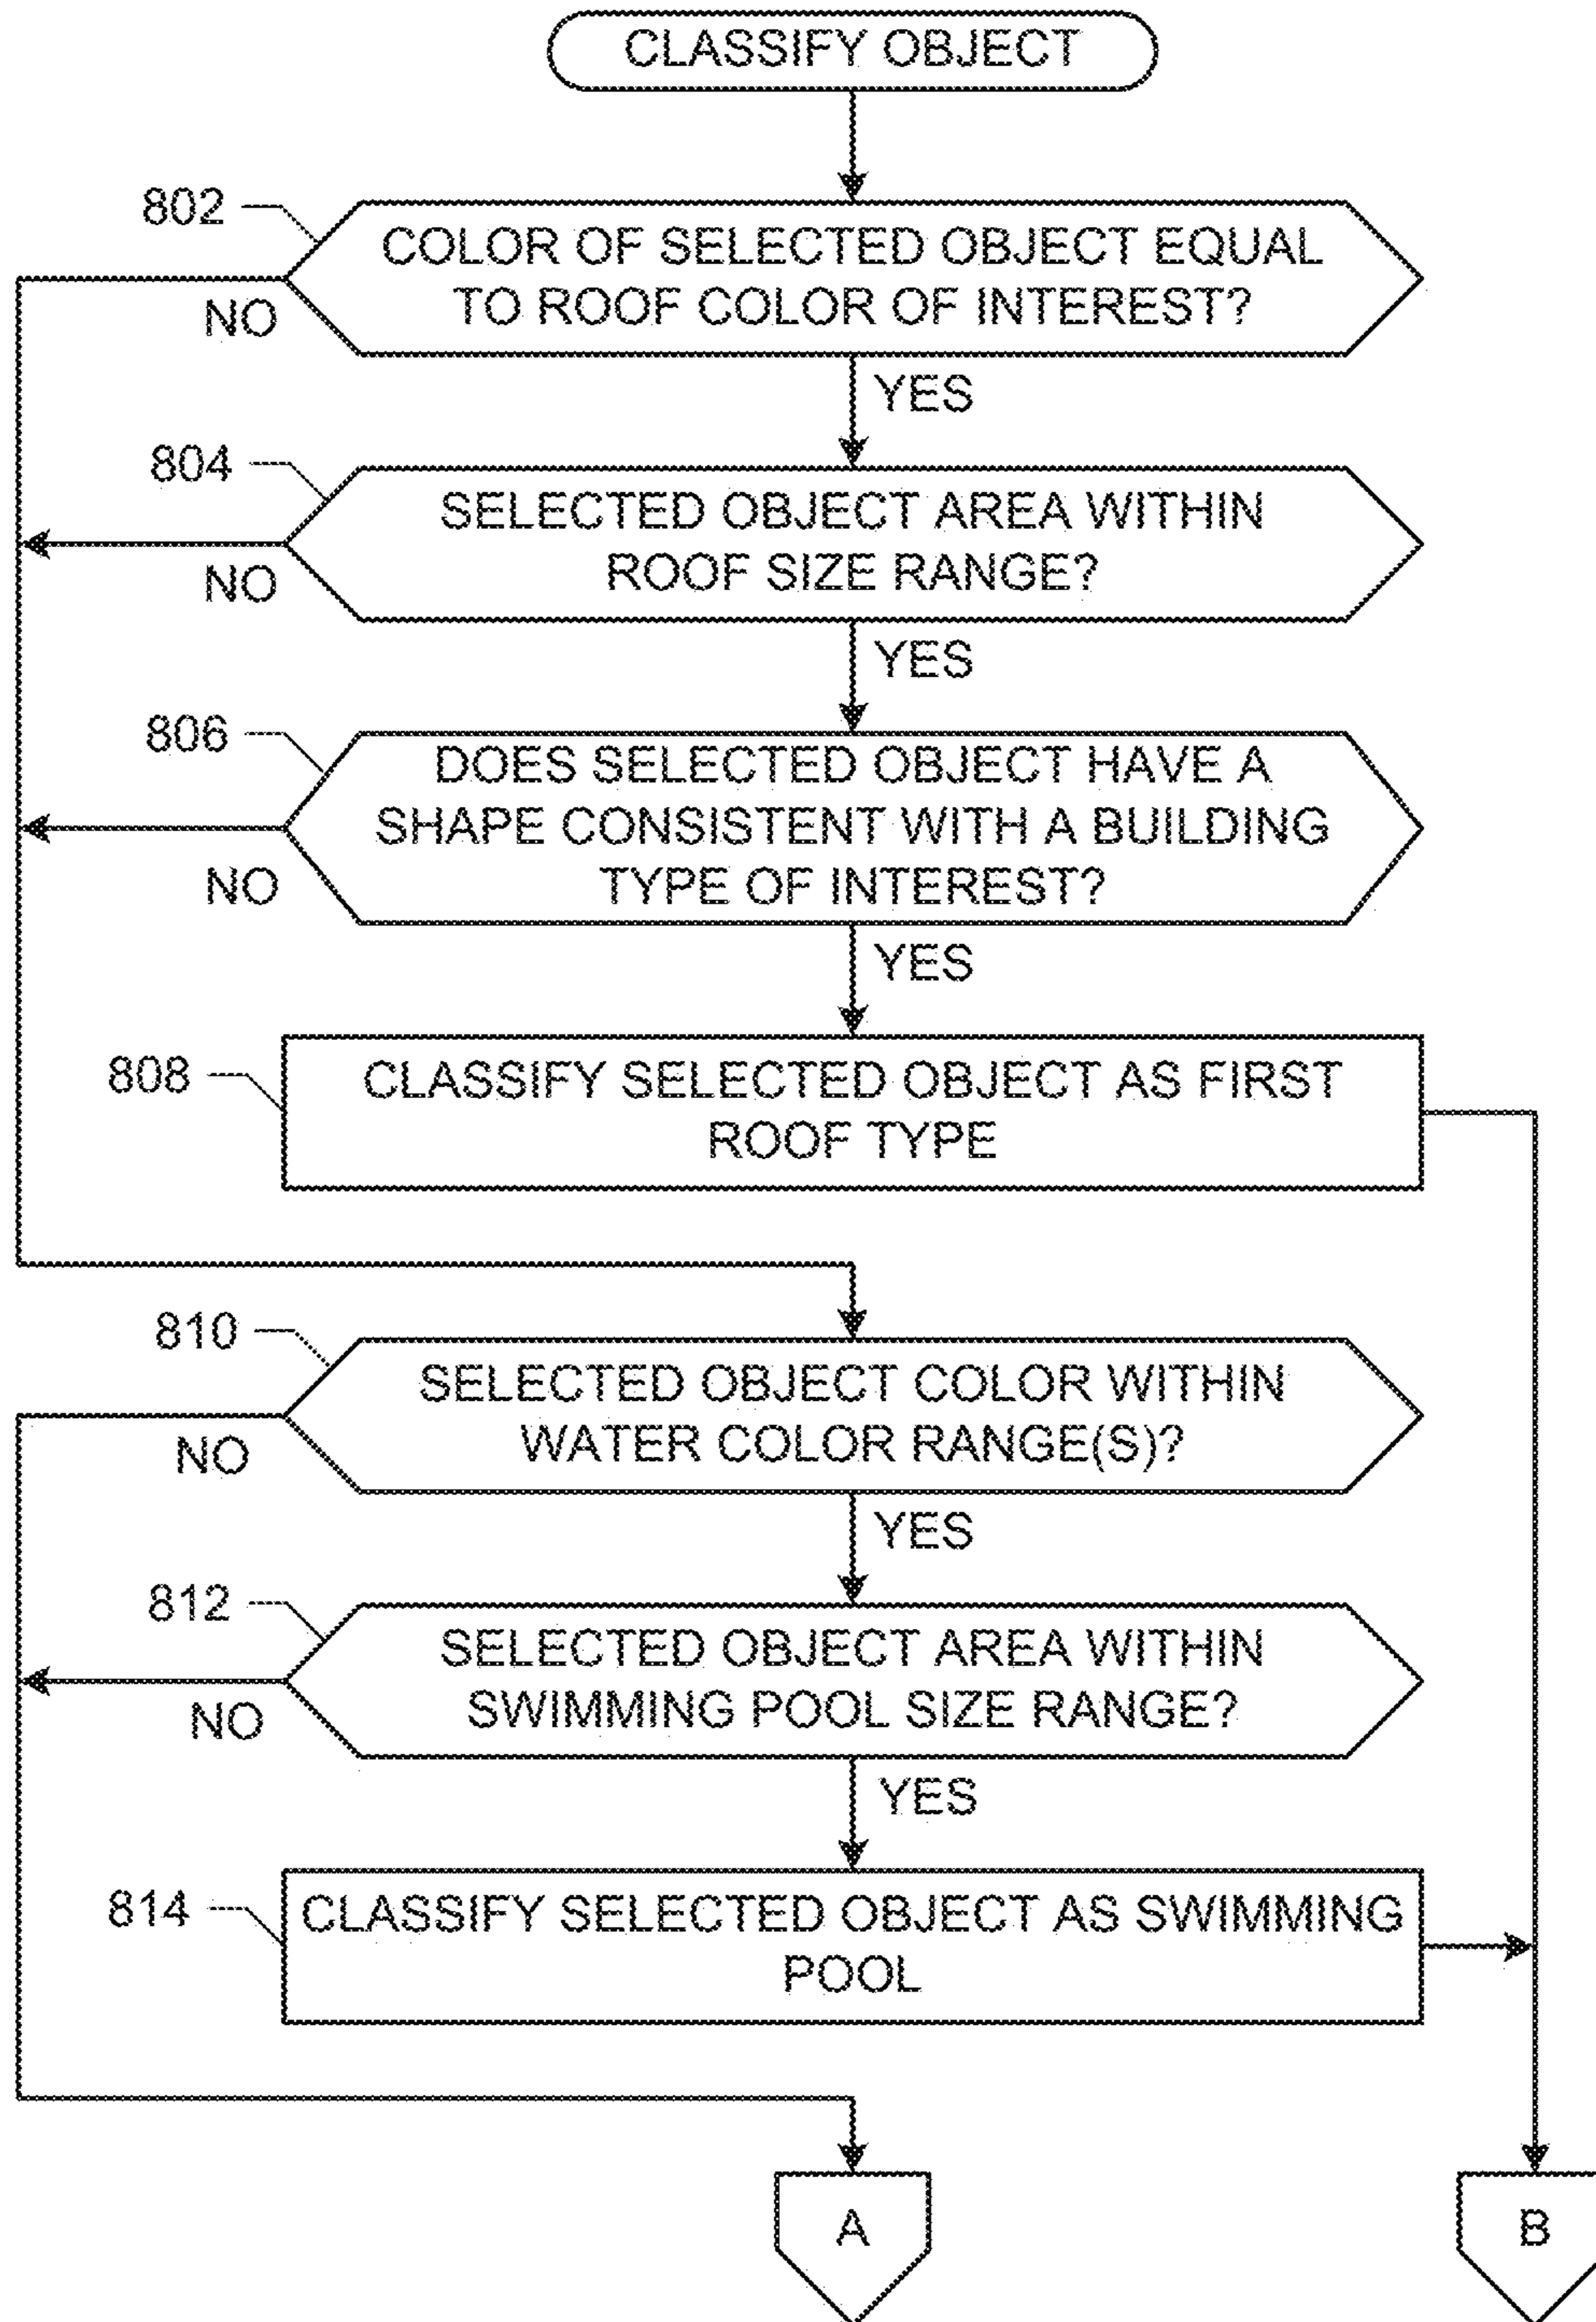 CLASSIFY OBJECT
802
COLOR OF SELECTED OBJECT EQUAL
TO ROOF COLOR OF INTEREST?
NO
YES
804
SELECTED OBJECT AREA WITHIN
ROOF SIZE RANGE?
NO
YES
806
DOES SELECTED OBJECT HAVE A
SHAPE CONSISTENT WITH A BUILDING
TYPE OF INTEREST?
NO
YES
808
CLASSIFY SELECTED OBJECT AS FIRST
ROOF TYPE
810
SELECTED OBJECT COLOR WITHIN
WATER COLOR RANGE(S)?
NO
YES
812
SELECTED OBJECT AREA WITHIN
SWIMMING POOL SIZE RANGE?
NO
YES
814
CLASSIFY SELECTED OBJECT AS SWIMMING
POOL
A
B